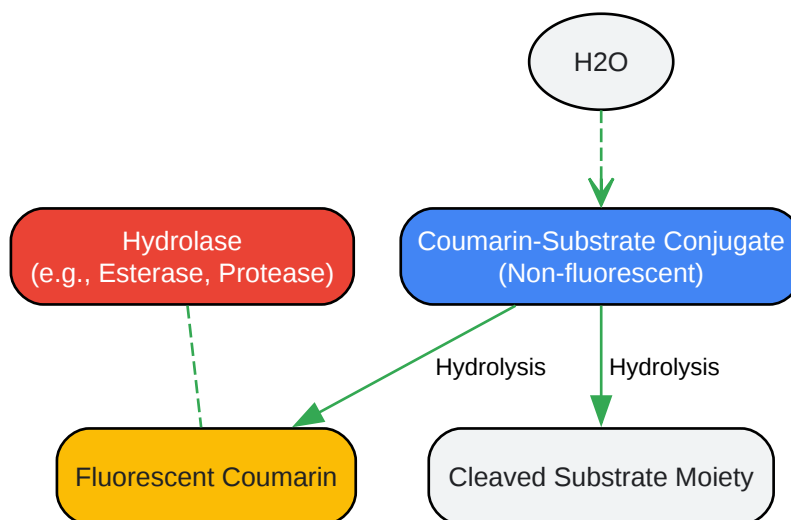 H2O
Hydrolase
(e.g., Esterase, Protease)
Coumarin-Substrate Conjugate
(Non-fluorescent)
Hydrolysis
Hydrolysis
Fluorescent Coumarin
Cleaved Substrate Moiety